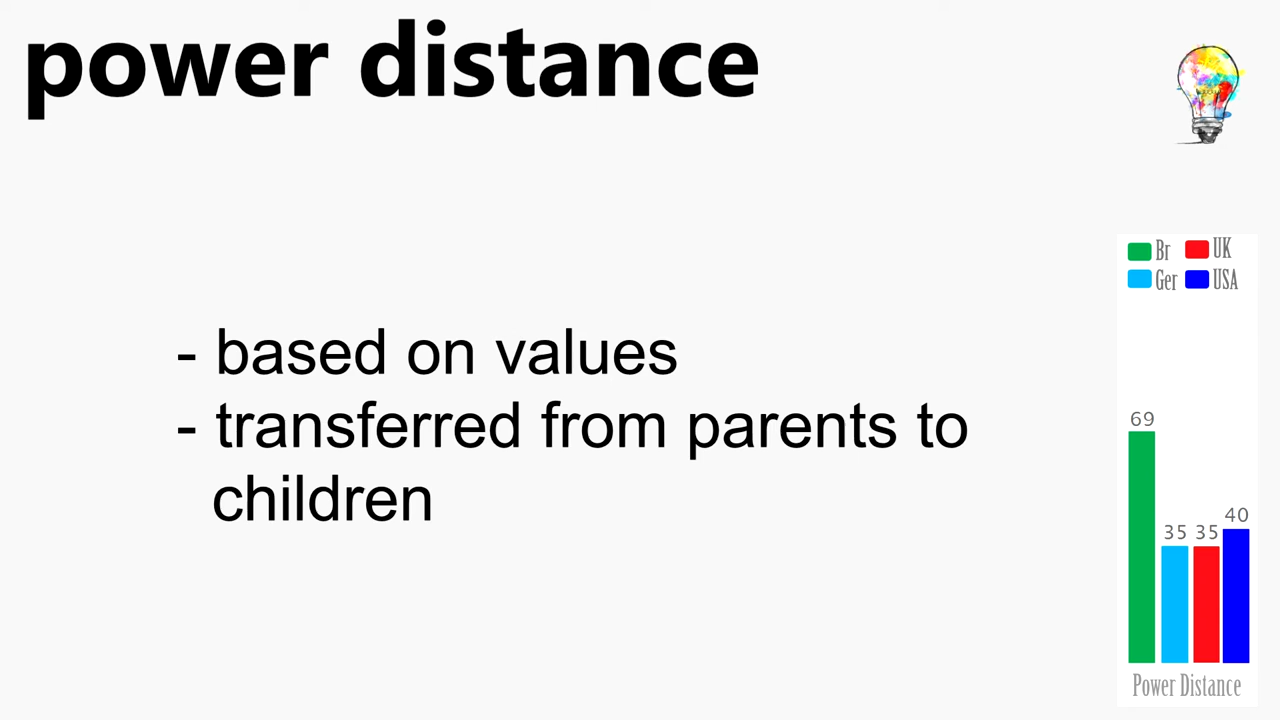 power distance
- based on values
- transferred from parents to
children
Br UK
Ger USA
69
35 35 40
Power Distance